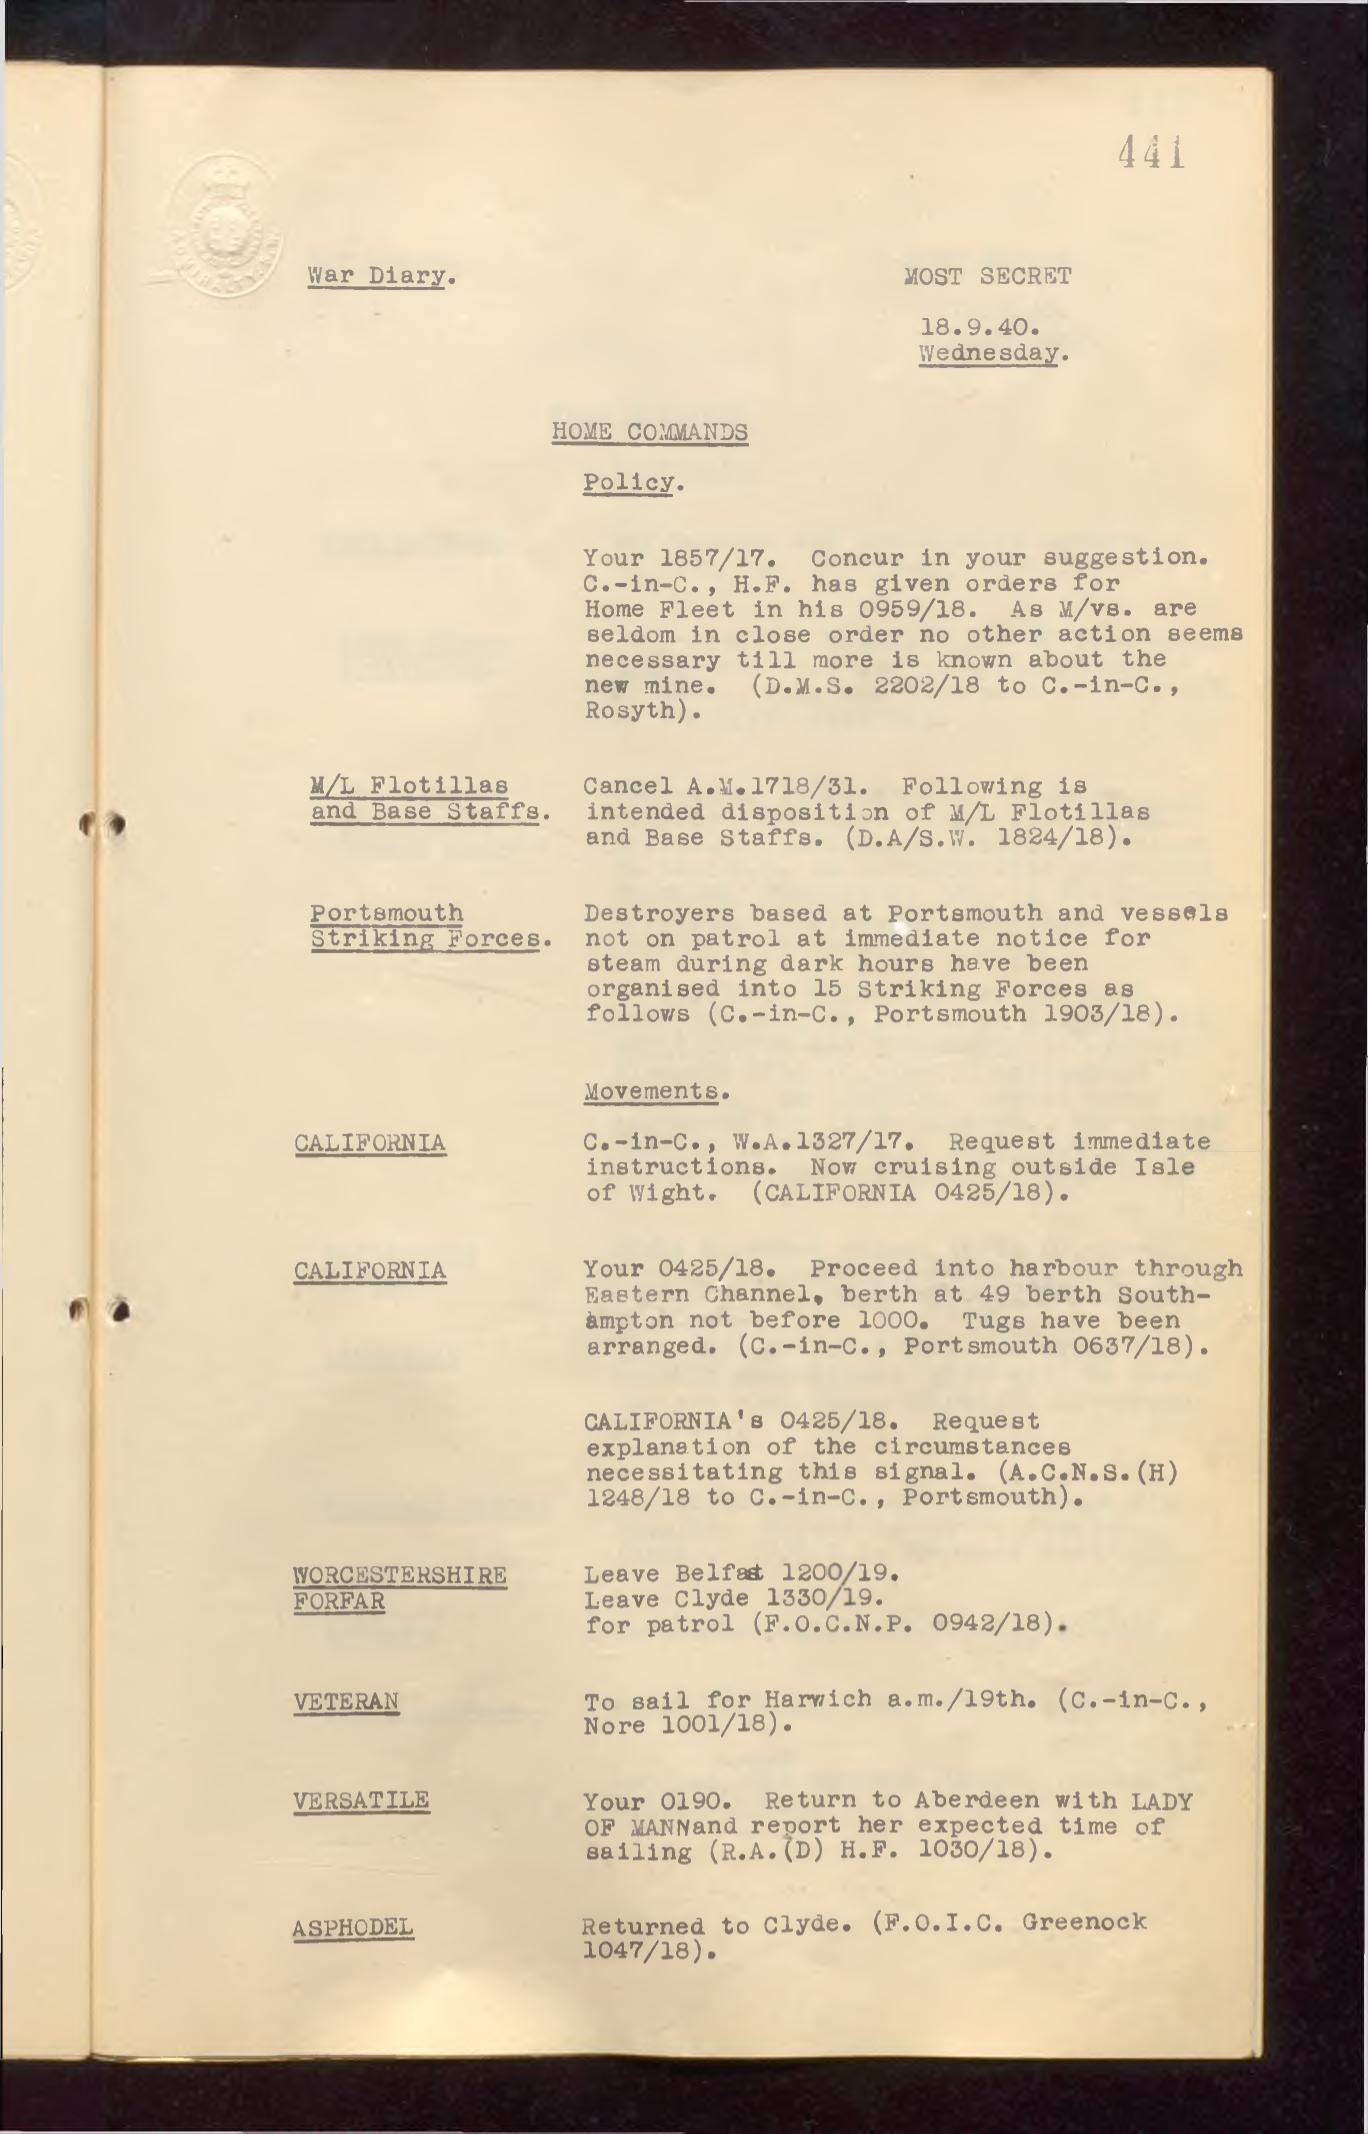 441
War Diary. MOST SECRET
18.9.40.
Wednesday.
HOME COMMANDS
Policy.
Your 1857/17. Concur in your suggestion.
C.-in-C., H.F. has given orders for
Home Fleet in his 0959/18. As M/vs. are
seldom in close order no other action seems
necessary till more is known about the
new mine. (D.M.S. 2202/18 to C.-in-C.,
Rosyth).
M/L Flotillas Cancel A.M.1718/31. Following is
and Base Staffs. intended disposition of M/L Flotillas
and Base Staffs. (D.A/S.W. 1824/18).
Portsmouth Destroyers based at Portsmouth and vessels
Striking Forces. not on patrol at immediate notice for
steam during dark hours have been
organised into 15 Striking Forces as
follows (C.-in-C., Portsmouth 1903/18).
Movements.
CALIFORNIA C.-in-C., W.A.1327/17. Request immediate
instructions. Now cruising outside Isle
of Wight. (CALIFORNIA 0425/18).
CALIFORNIA Your 0425/18. Proceed into harbour through
Eastern Channel, berth at 49 berth South-
ampton not before 1000. Tugs have been
arranged. (C.-in-C., Portsmouth 0637/18).
CALIFORNIA's 0425/18. Request
explanation of the circumstances
necessitating this signal. (A.C.N.S.(H)
1248/18 to C.-in-C., Portsmouth).
WORCESTERSHIRE Leave Belfast 1200/19.
FORFAR Leave Clyde 1330/19.
for patrol (F.O.C.N.P. 0942/18).
VETERAN To sail for Harwich a.m./19th. (C.-in-C.,
Nore 1001/18).
VERSATILE Your 0190. Return to Aberdeen with LADY
OF MANNand report her expected time of
sailing (R.A.(D) H.F. 1030/18).
ASPHODEL Returned to Clyde. (F.O.I.C. Greenock
1047/18).